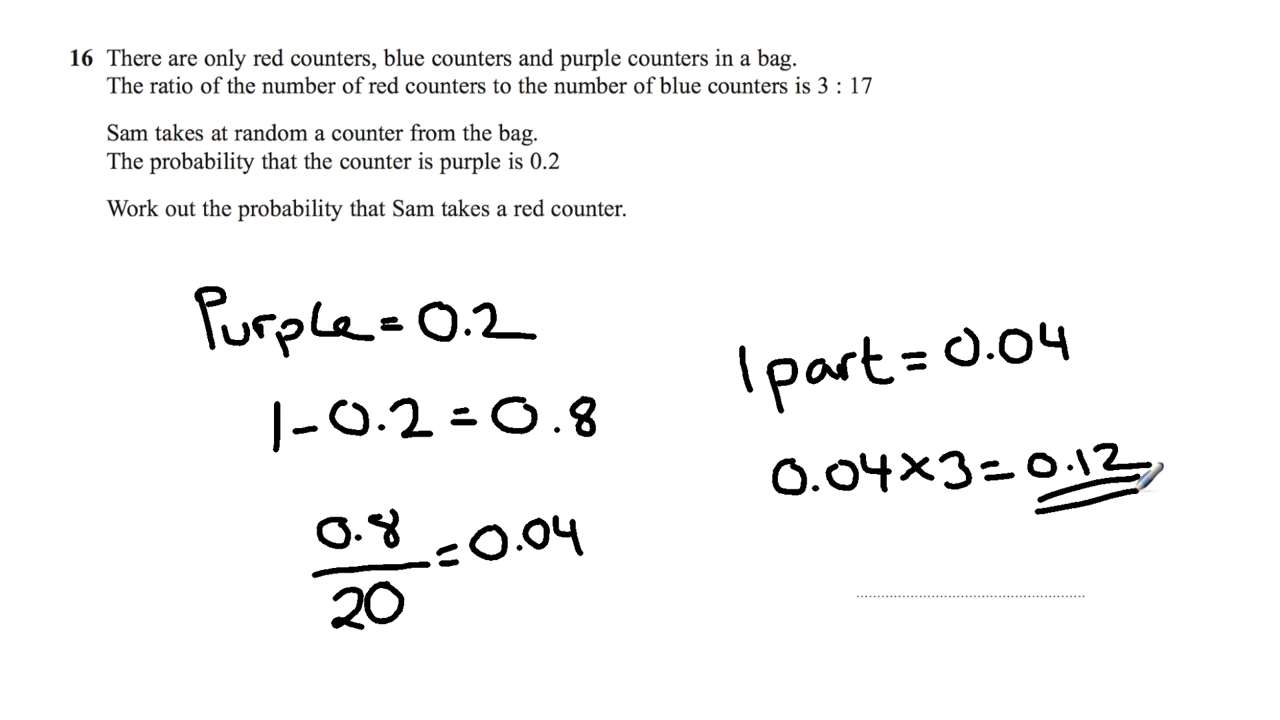 16 There are only red counters, blue counters and purple counters in a bag.
The ratio of the number of red counters to the number of blue counters is 3 : 17
Sam takes at random a counter from the bag.
The probability that the counter is purple is 0.2
Work out the probability that Sam takes a red counter.
Purple = 0.2
1 - 0.2 = 0.8
0.8
20
= 0.04
1 part = 0.04
0.04 × 3 = 0.12